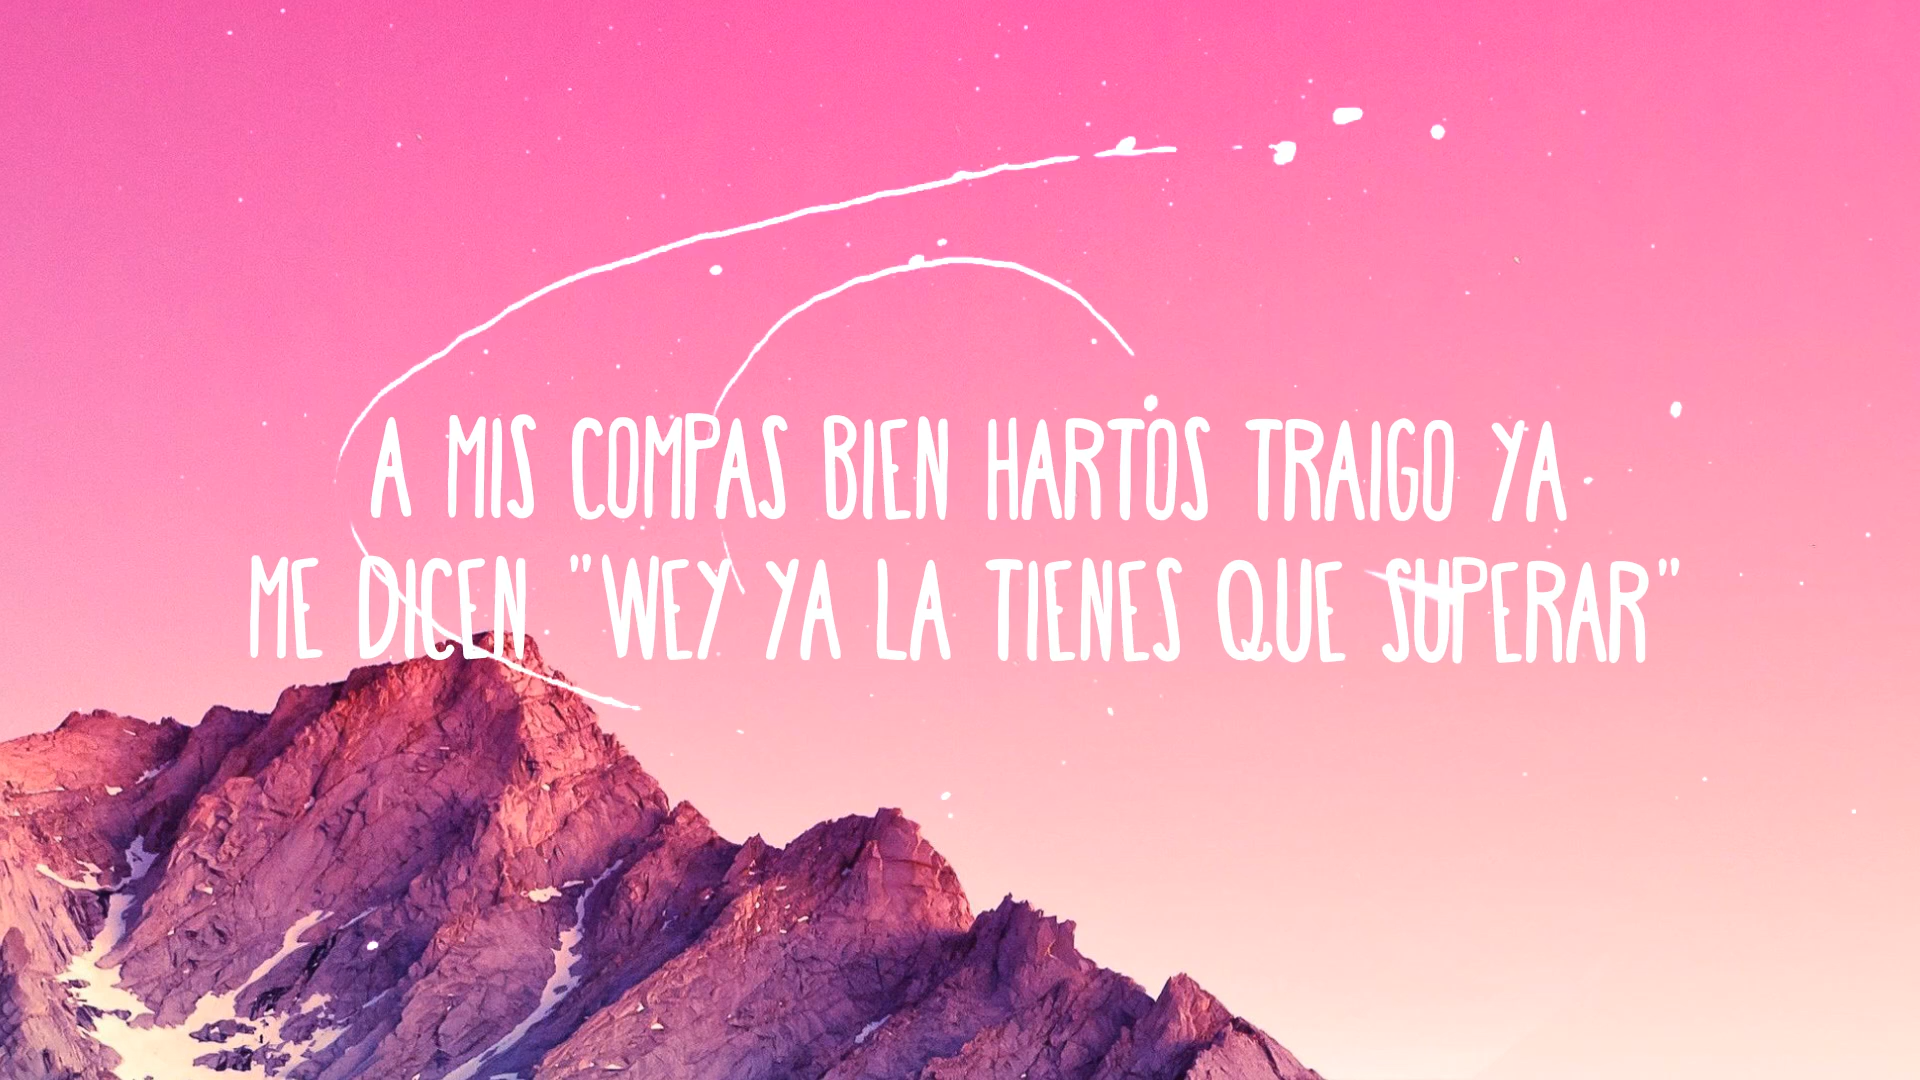 A MIS COMPAS BIEN HARTOS TRAIGO YA
ME DICEN "WEY YA LA TIENES QUE SUPERAR"